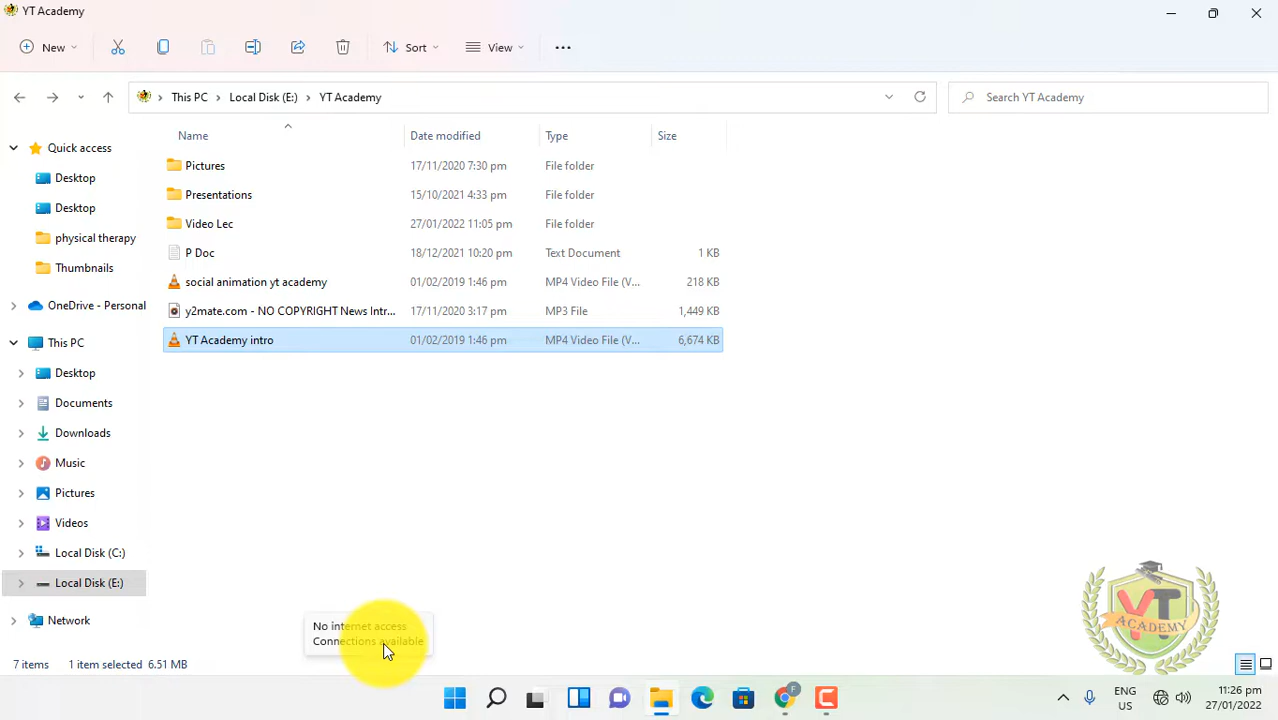 YT Academy
New
Sort
View
This PC
Local Disk (E:)
YT Academy
Search YT Academy
Name
Date modified
Type
Size
Quick access
Desktop
Desktop
physical therapy
Thumbnails
OneDrive - Personal
This PC
Desktop
Documents
Downloads
Music
Pictures
Videos
Local Disk (C:)
Local Disk (E:)
Network
Pictures 17/11/2020 7:30 pm File folder
Presentations 15/10/2021 4:33 pm File folder
Video Lec 27/01/2022 11:05 pm File folder
P Doc 18/12/2021 10:20 pm Text Document 1 KB
social animation yt academy 01/02/2019 1:46 pm MP4 Video File (V... 218 KB
y2mate.com - NO COPYRIGHT News Intr... 17/11/2020 3:17 pm MP3 File 1,449 KB
YT Academy intro 01/02/2019 1:46 pm MP4 Video File (V... 6,674 KB
No internet access
Connections available
YT
ACADEMY
7 items 1 item selected 6.51 MB
F
ENG
US
11:26 pm
27/01/2022